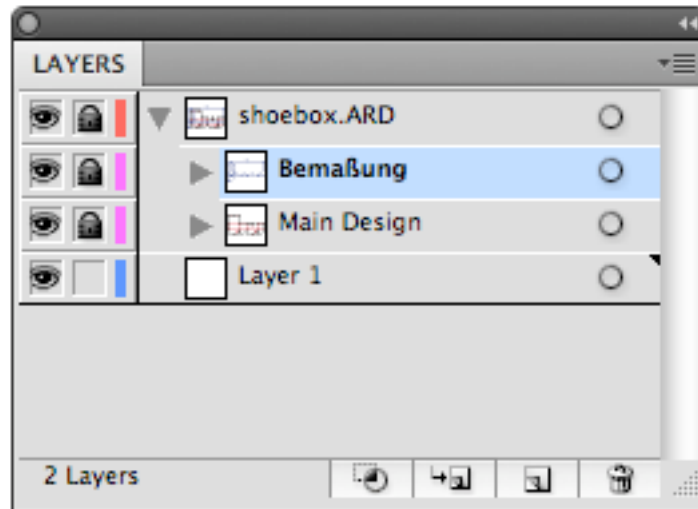 LAYERS
shoebox.ARD
Bemaßung
Main Design
Layer 1
2 Layers